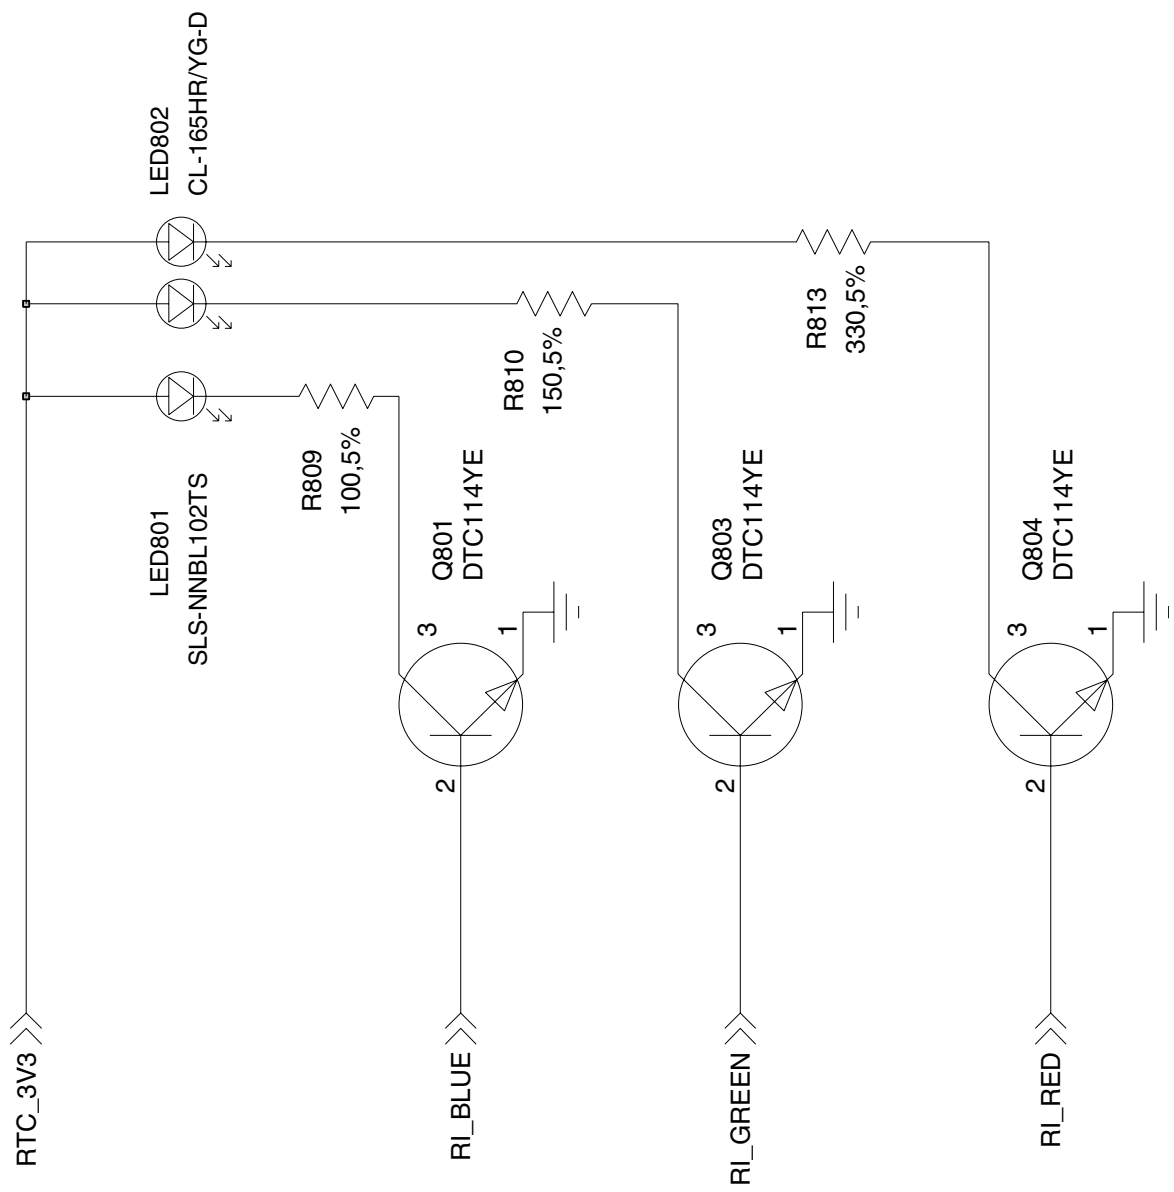 RTC_3V3
RI_BLUE
RI_GREEN
RI_RED
LED801
SLS-NNBL102TS
LED802
CL-165HR/YG-D
R809
100,5%
R810
150,5%
R813
330,5%
Q801
DTC114YE
3
1
2
Q803
DTC114YE
3
1
2
Q804
DTC114YE
3
1
2